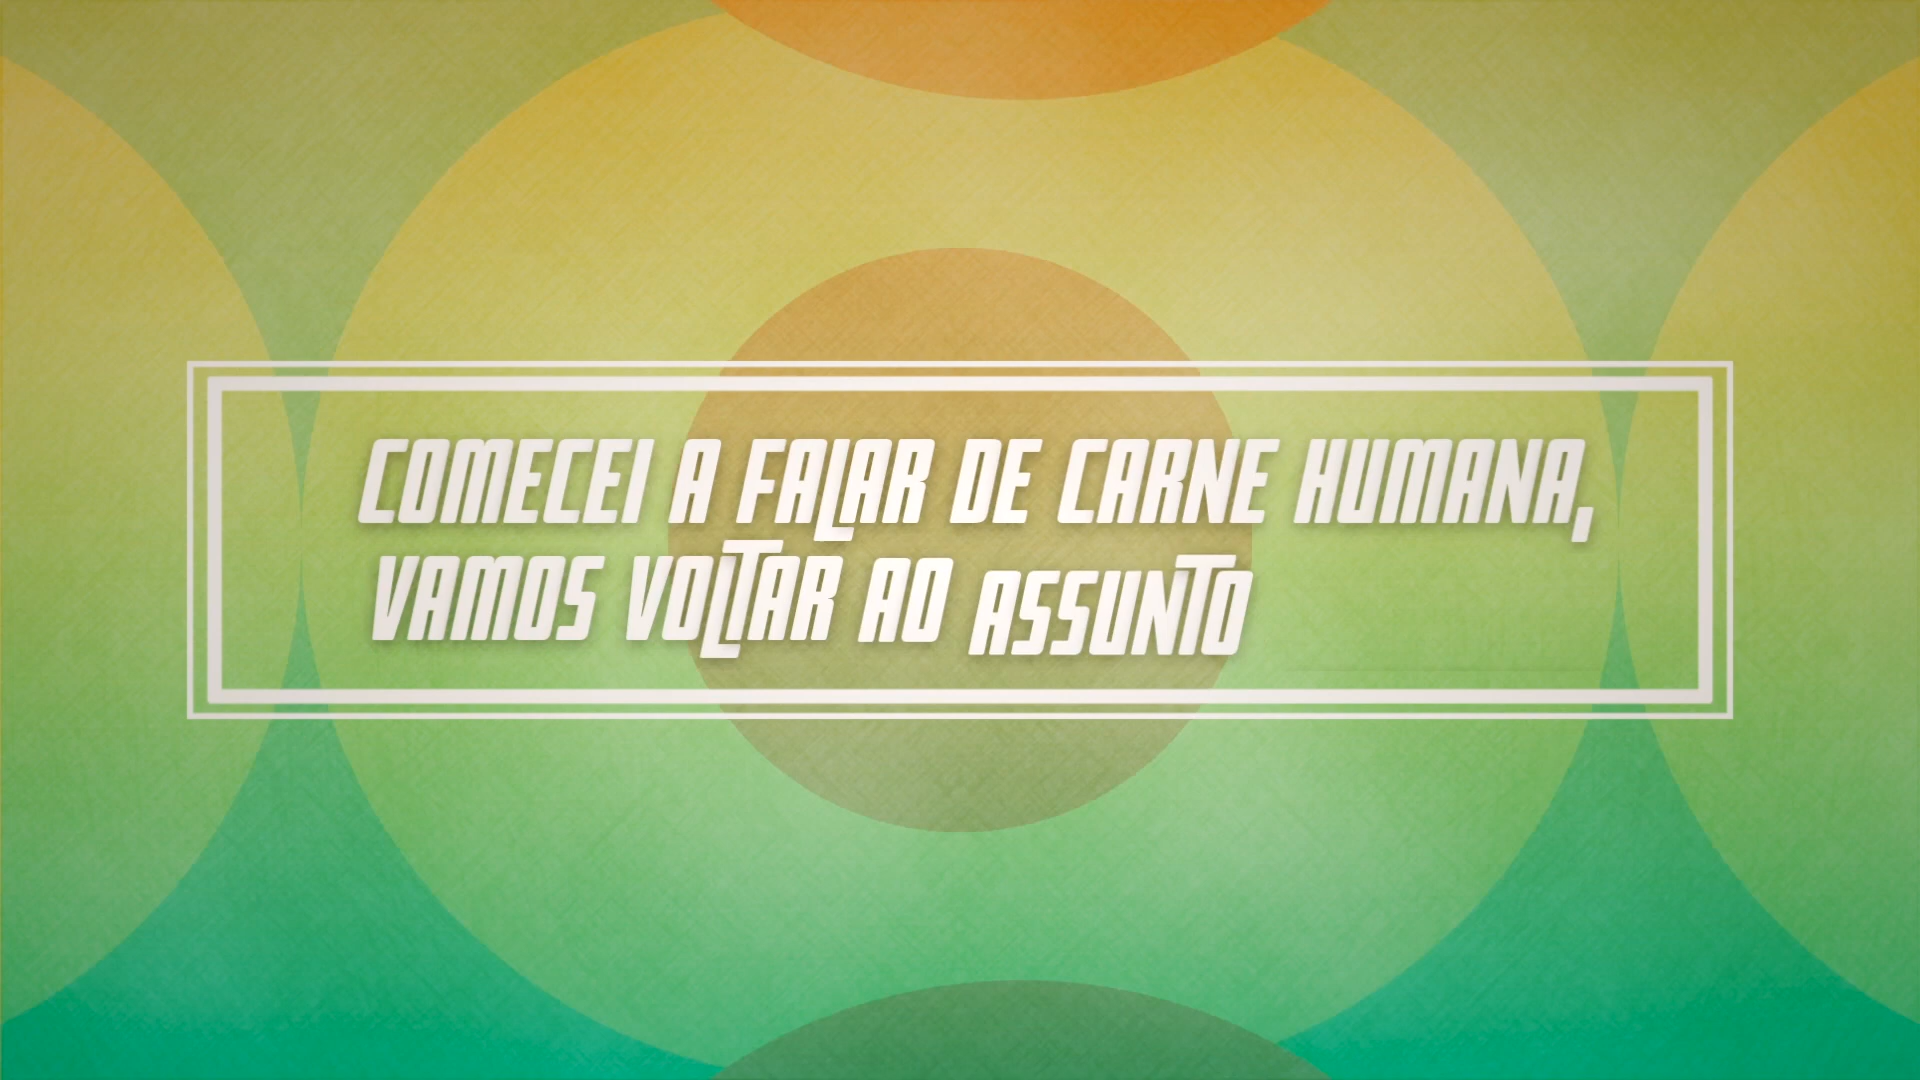 COMECEI A FALAR DE CARNE HUMANA,
VAMOS VOLTAR AO ASSUNTO